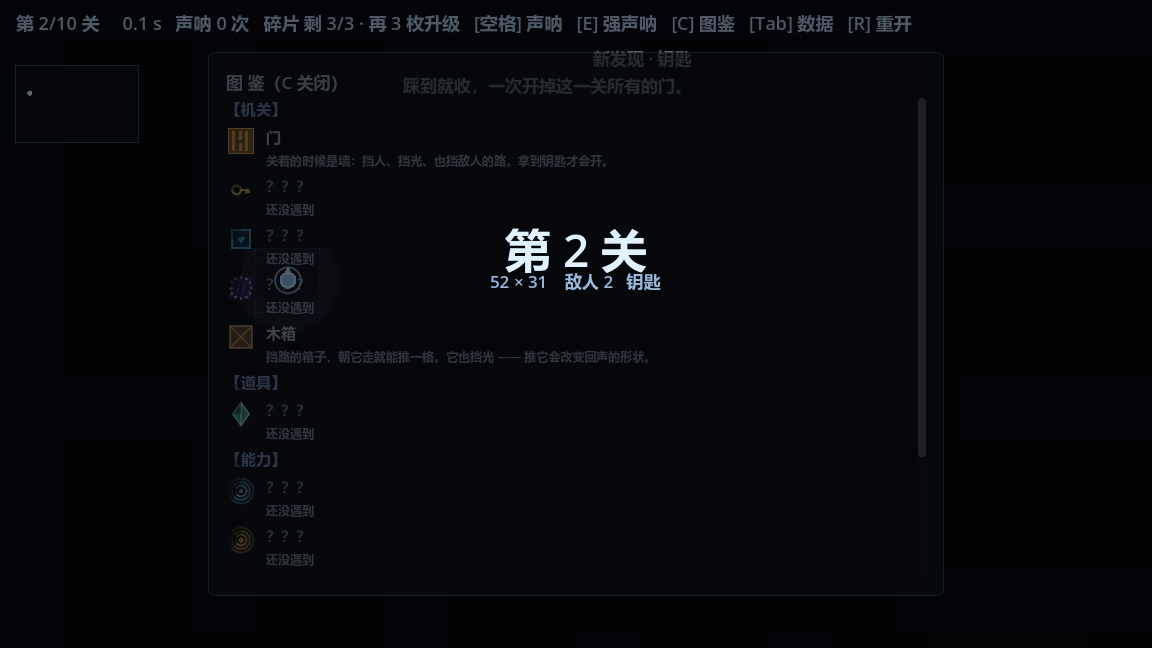 第 2/10 关 0.1 s 声呐 0 次 碎片 剩 3/3 · 再 3 枚升级 [空格] 声呐 [E] 强声呐 [C] 图鉴 [Tab] 数据 [R] 重开
新发现 · 钥匙
踩到就收，一次开掉这一关所有的门。
图 鉴（C 关闭）
【机关】
门
关着的时候是墙：挡人、挡光、也挡敌人的路。拿到钥匙才会开。
？？？
还没遇到
？？？
还没遇到
第 2 关
52 × 31 敌人 2 钥匙
？？？
还没遇到
木箱
挡路的箱子，朝它走就能推一格。它也挡光 —— 推它会改变回声的形状。
【道具】
？？？
还没遇到
【能力】
？？？
还没遇到
？？？
还没遇到